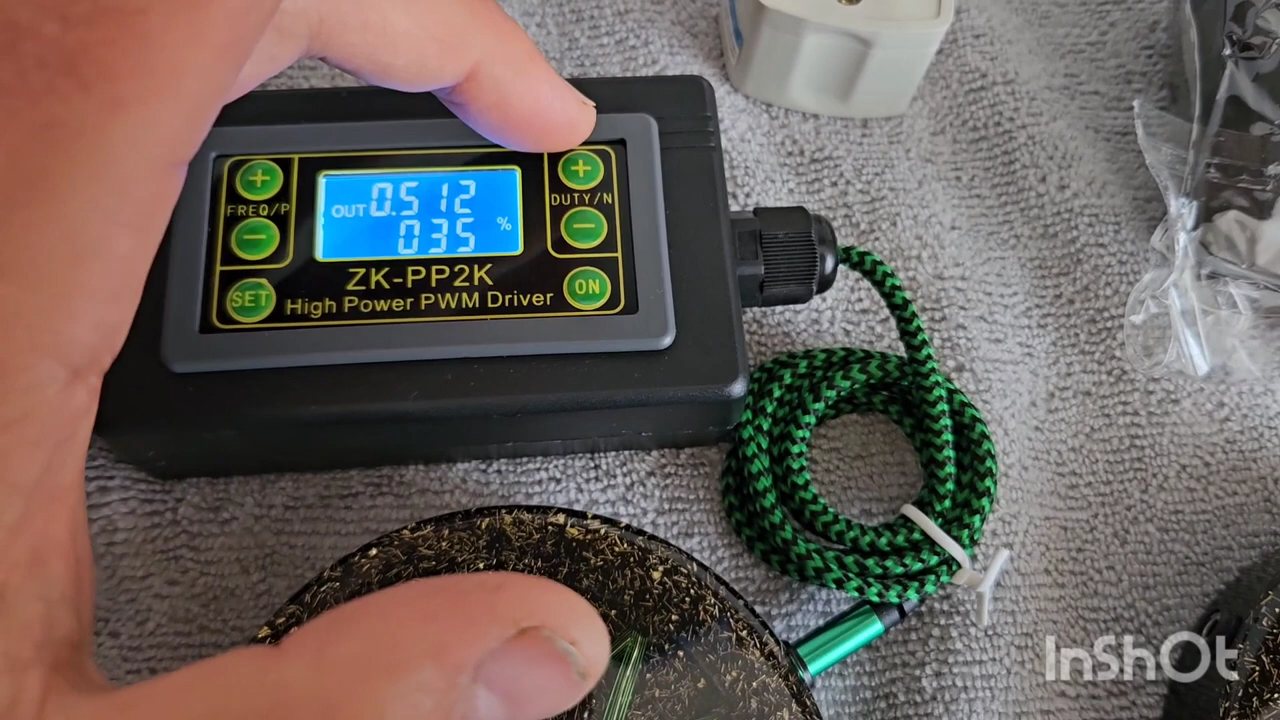 +
FREQ/P
−
SET
OUT 0.512
035 %
+
DUTY/N
−
ON
ZK-PP2K
High Power PWM Driver
InShOt